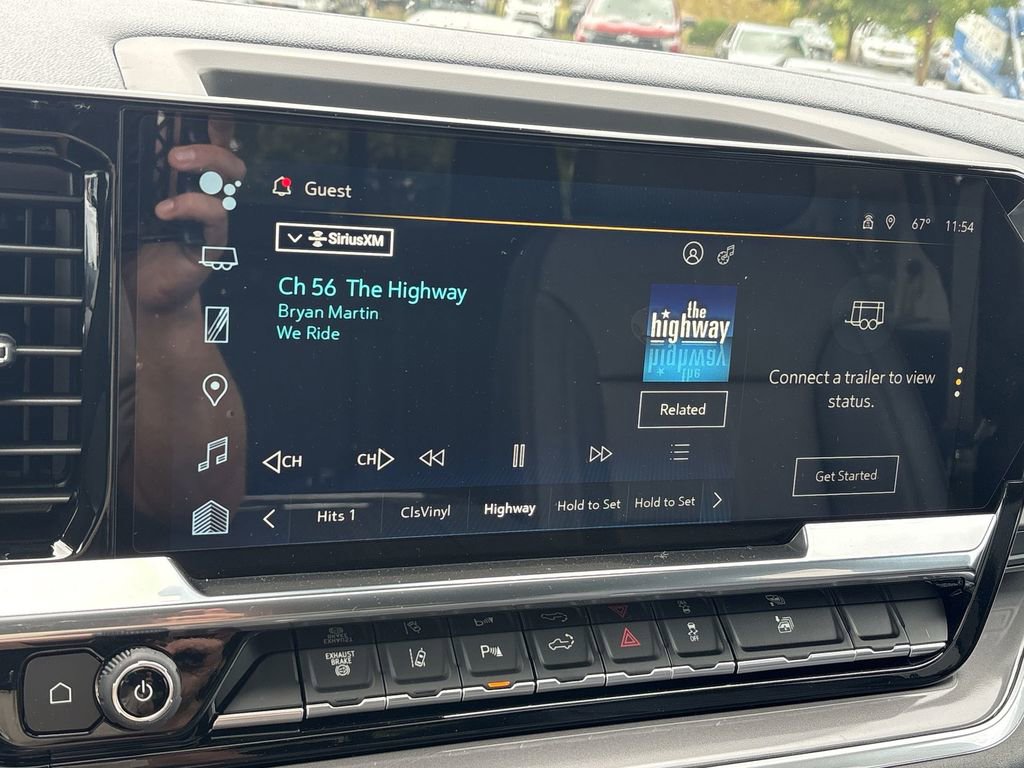 Guest
67° 11:54
SiriusXM
Ch 56 The Highway
Bryan Martin
We Ride
the
highway
Related
Connect a trailer to view
status.
Get Started
CH
CH
Hits 1
ClsVinyl
Highway
Hold to Set
Hold to Set
EXHAUST
BRAKE
P
OFF